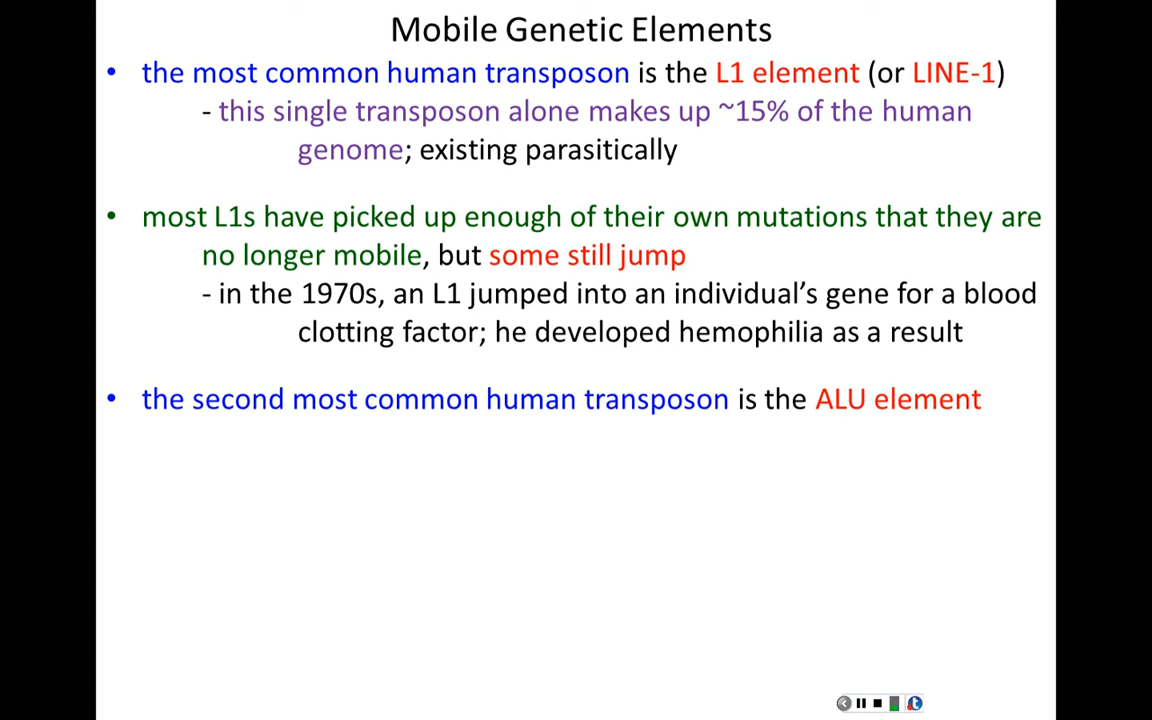 Mobile Genetic Elements
• the most common human transposon is the L1 element (or LINE-1)
- this single transposon alone makes up ~15% of the human
genome; existing parasitically
• most L1s have picked up enough of their own mutations that they are
no longer mobile, but some still jump
- in the 1970s, an L1 jumped into an individual’s gene for a blood
clotting factor; he developed hemophilia as a result
• the second most common human transposon is the ALU element